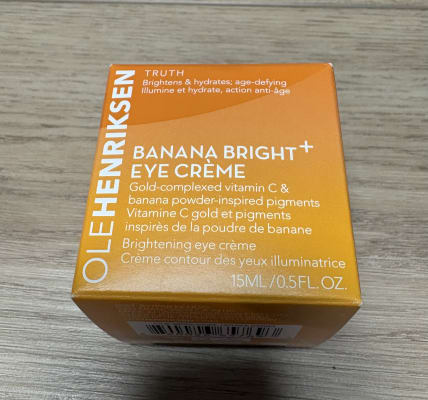 OLEHENRIKSEN
TRUTH
Brightens & hydrates; age-defying
Illumine et hydrate, action anti-âge
BANANA BRIGHT+
EYE CRÈME
Gold-complexed vitamin C &
banana powder-inspired pigments
Vitamine C gold et pigments
inspirès de la poudre de banane
Brightening eye crème
Crème contour des yeux illuminatrice
15ML/0.5FL. OZ.